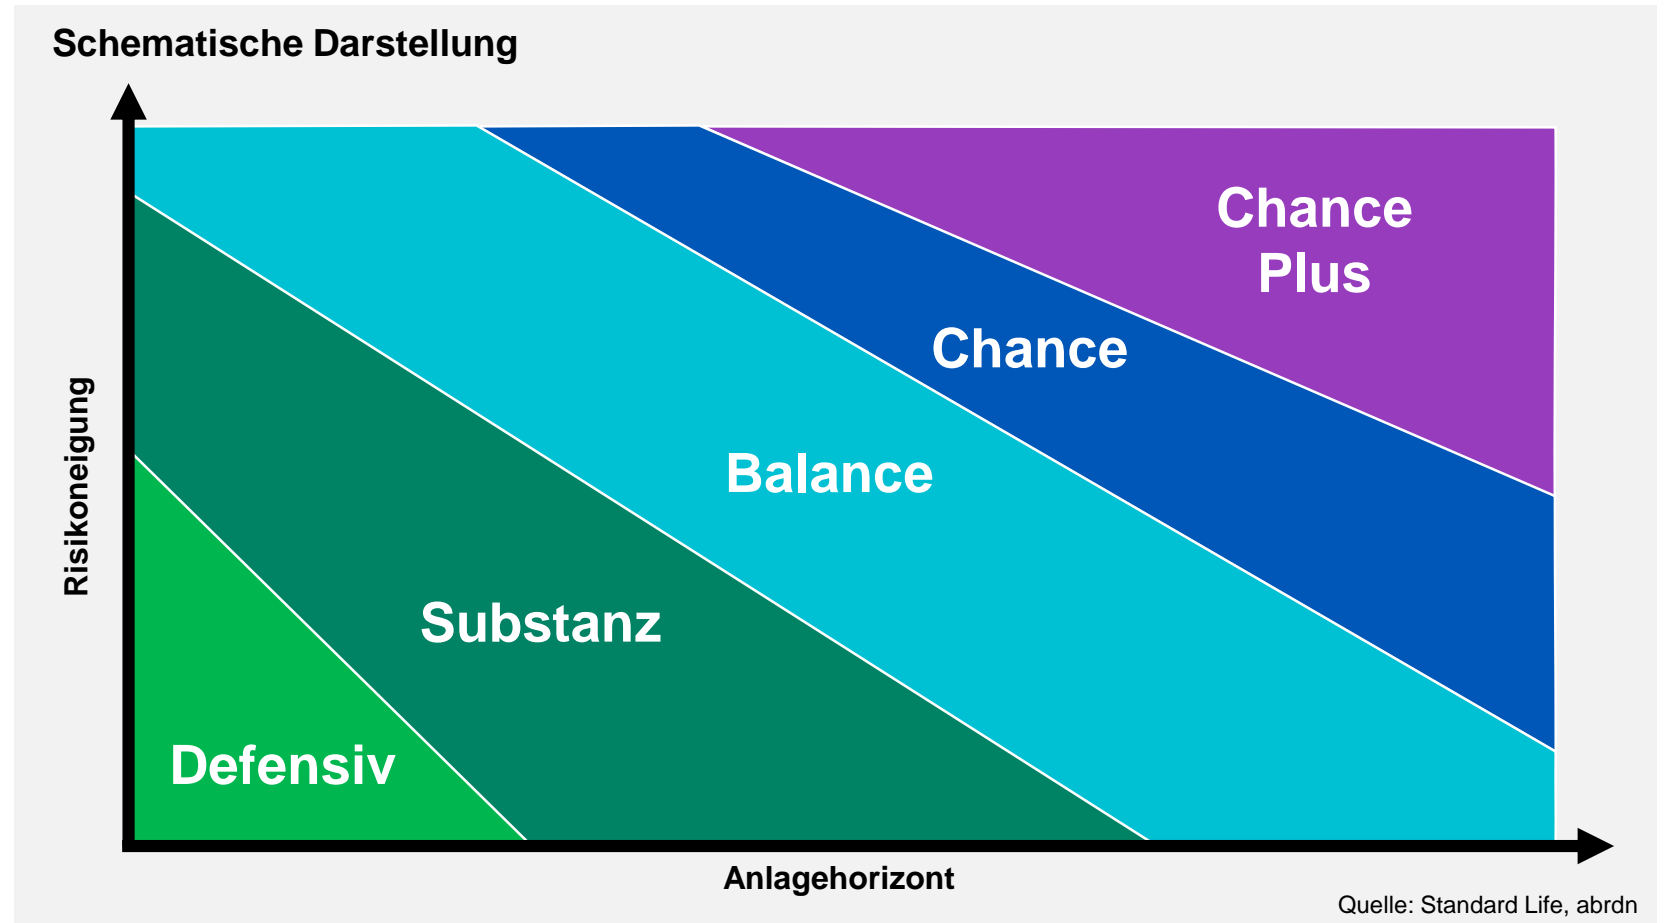 Schematische Darstellung
Chance
Plus
Chance
Balance
Substanz
Defensiv
Risikoneigung
Anlagehorizont
Quelle: Standard Life, abrdn